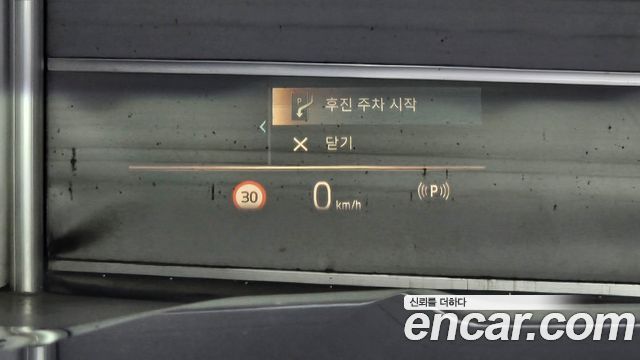 후진 주차 시작
닫기
30
0 km/h
((P))
신뢰를 더하다
encar.com